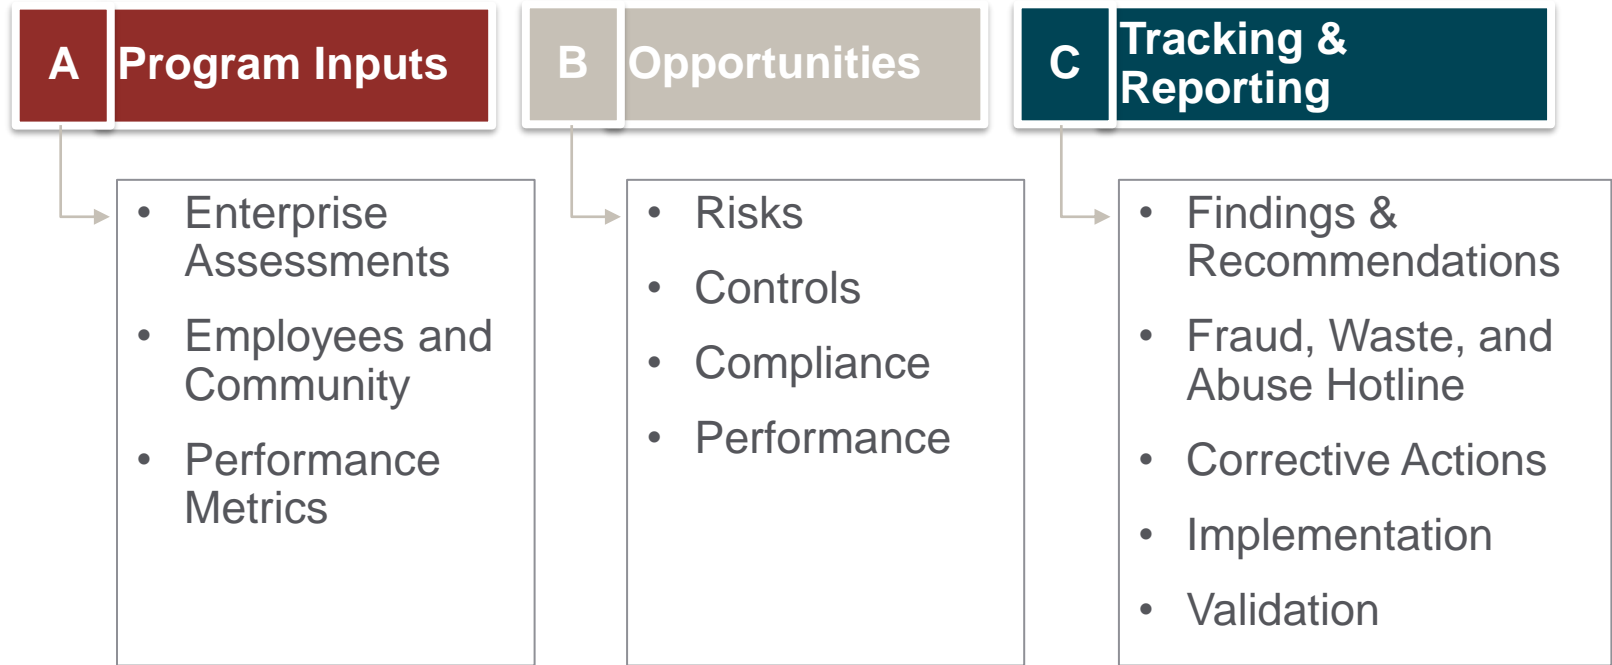 A
Program Inputs
• Enterprise
Assessments
• Employees and
Community
• Performance
Metrics
B
Opportunities
• Risks
• Controls
• Compliance
• Performance
C
Tracking &
Reporting
• Findings &
Recommendations
• Fraud, Waste, and
Abuse Hotline
• Corrective Actions
• Implementation
• Validation